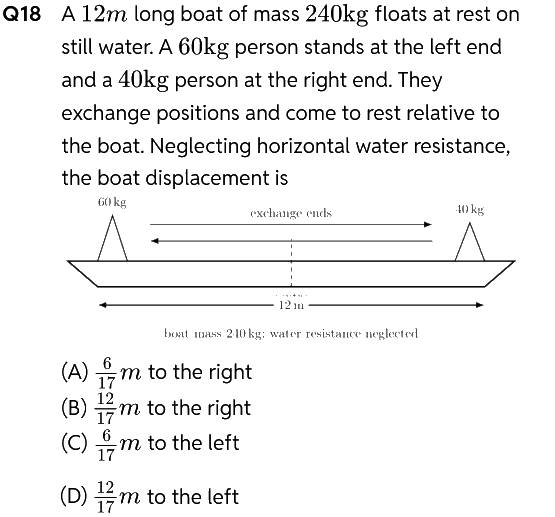 Q18 A 12m long boat of mass 240kg floats at rest on
still water. A 60kg person stands at the left end
and a 40kg person at the right end. They
exchange positions and come to rest relative to
the boat. Neglecting horizontal water resistance,
the boat displacement is
60 kg
40 kg
exchange ends
12 m
boat mass 240 kg; water resistance neglected
(A) 6/17 m to the right
(B) 12/17 m to the right
(C) 6/17 m to the left
(D) 12/17 m to the left